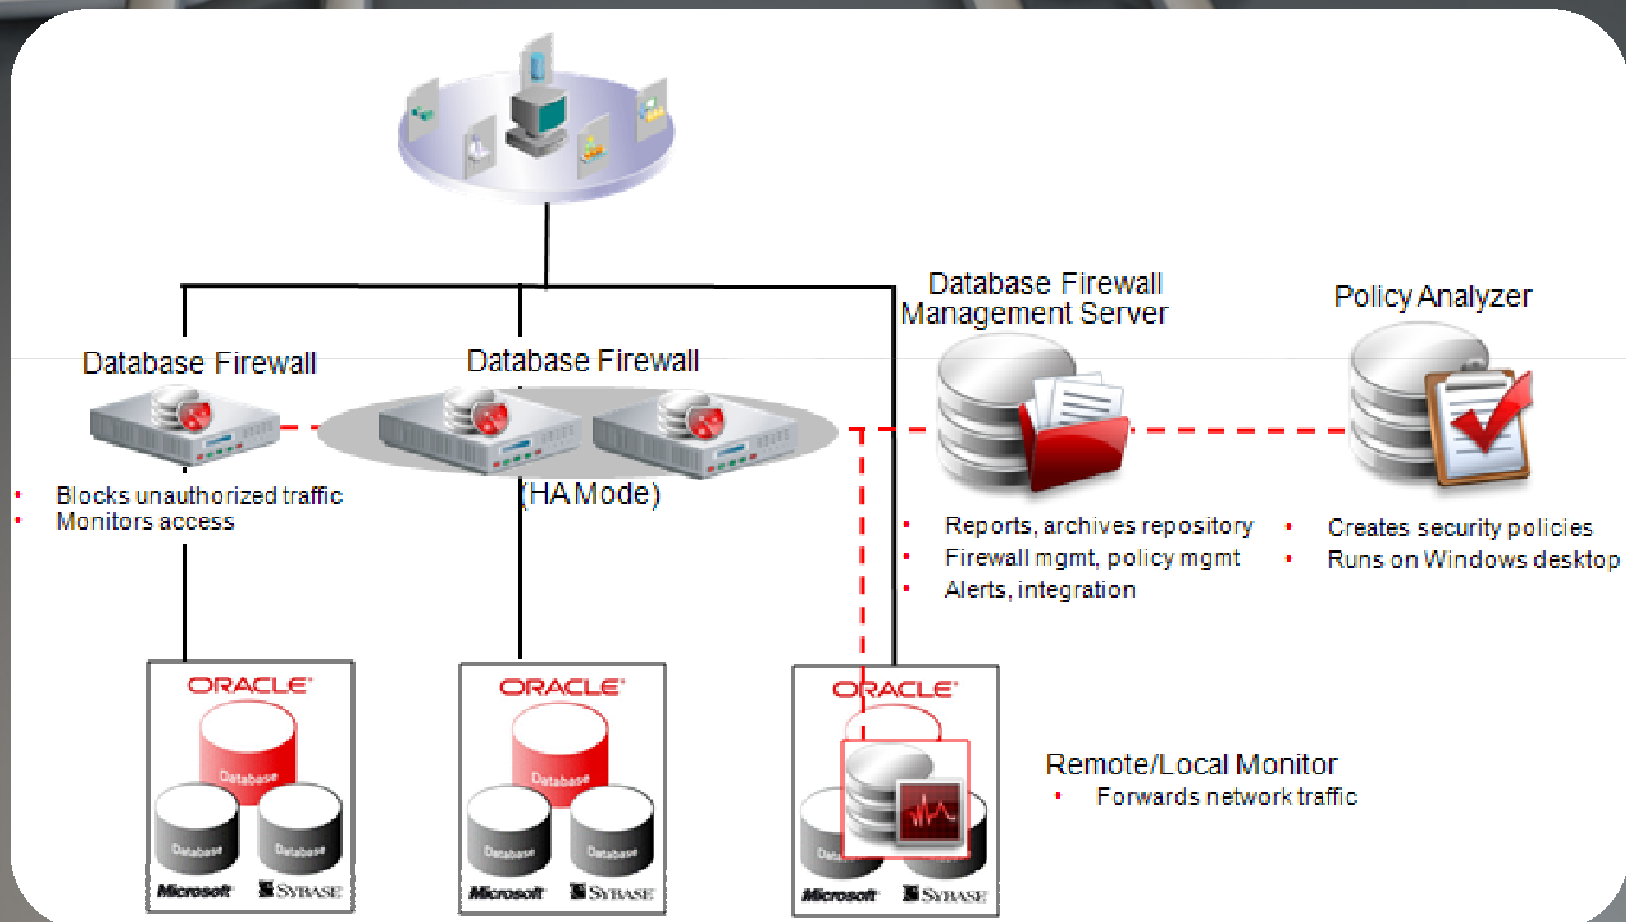 Database Firewall
Management Server
Policy Analyzer
Database Firewall
Database Firewall
(HA Mode)
• Blocks unauthorized traffic
• Monitors access
• Reports, archives repository
• Firewall mgmt, policy mgmt
• Alerts, integration
• Creates security policies
• Runs on Windows desktop
ORACLE
Database
Database Database
Microsoft SYBASE
ORACLE
Database
Database Database
Microsoft SYBASE
ORACLE
Microsoft SYBASE
Remote/Local Monitor
• Forwards network traffic